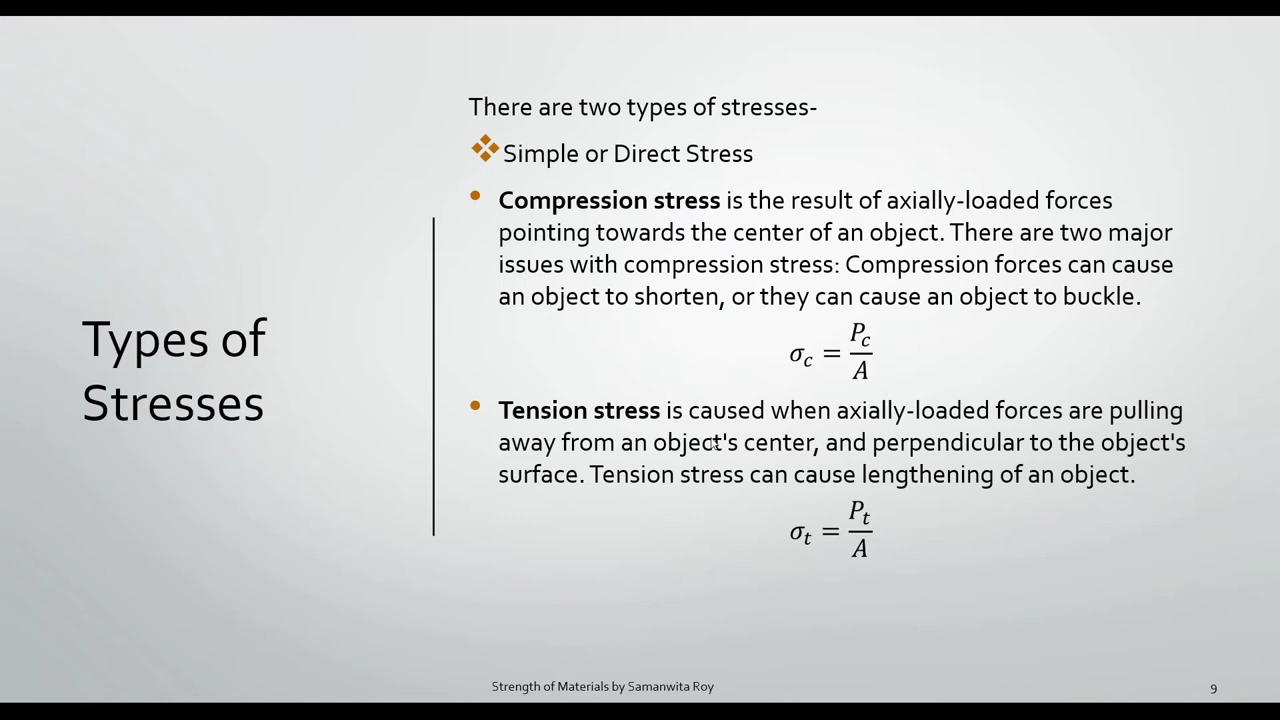 There are two types of stresses-
❖Simple or Direct Stress
• Compression stress is the result of axially-loaded forces
pointing towards the center of an object. There are two major
issues with compression stress: Compression forces can cause
an object to shorten, or they can cause an object to buckle.
σ_c = P_c / A
Types of
Stresses
• Tension stress is caused when axially-loaded forces are pulling
away from an object's center, and perpendicular to the object's
surface. Tension stress can cause lengthening of an object.
σ_t = P_t / A
Strength of Materials by Samanwita Roy
9